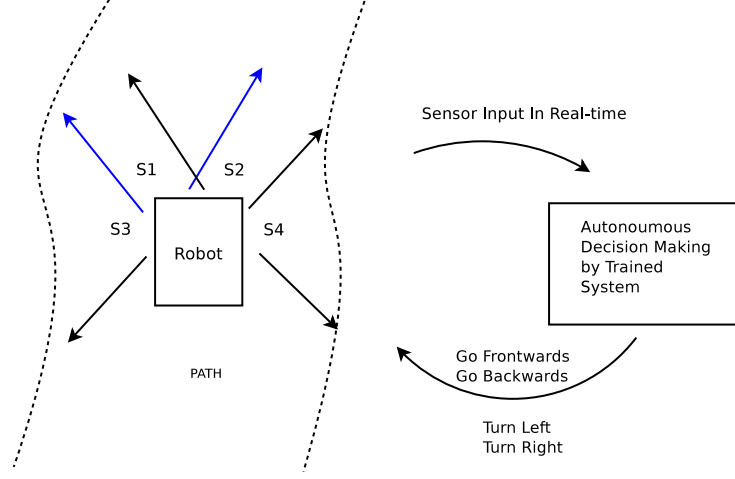 Sensor Input In Real-time
S1
S2
S3
S4
Robot
Autonoumous
Decision Making
by Trained
System
Go Frontwards
Go Backwards
PATH
Turn Left
Turn Right